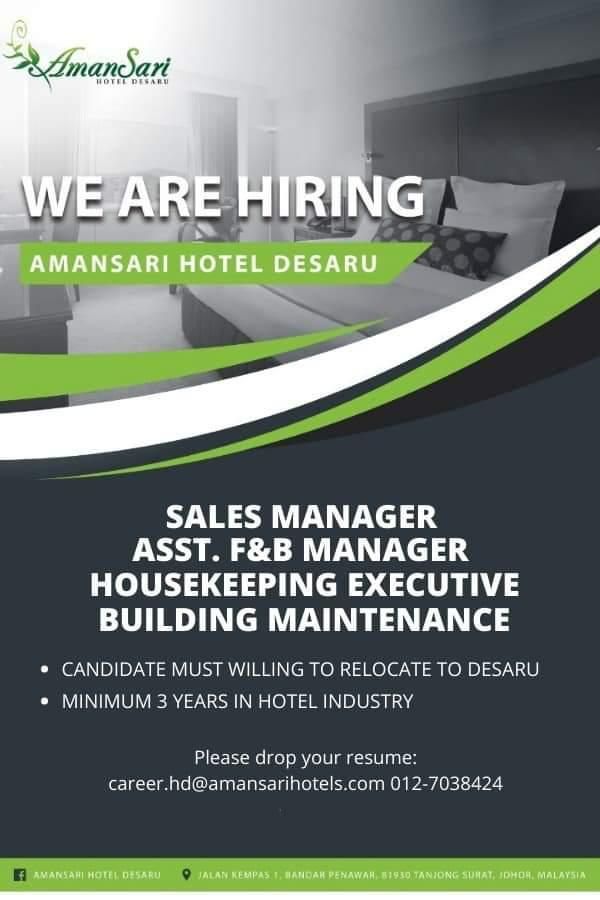 AmanSari
HOTEL DESARU
WE ARE HIRING
AMANSARI HOTEL DESARU
SALES MANAGER
ASST. F&B MANAGER
HOUSEKEEPING EXECUTIVE
BUILDING MAINTENANCE
• CANDIDATE MUST WILLING TO RELOCATE TO DESARU
• MINIMUM 3 YEARS IN HOTEL INDUSTRY
Please drop your resume:
career.hd@amansarihotels.com 012-7038424
AMANSARI HOTEL DESARU JALAN KEMPAS 1, BANDAR PENAWAR, 81930 TANJONG SURAT, JOHOR, MALAYSIA